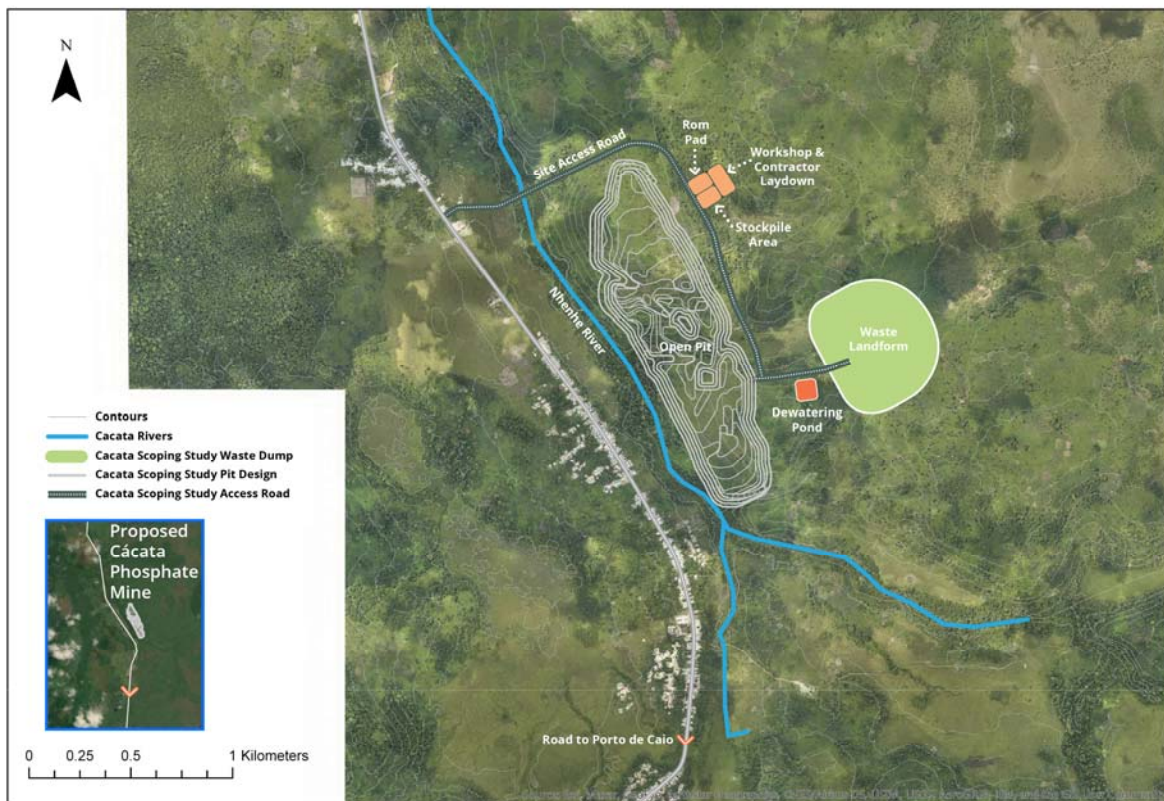 N
Site Access Road
Rom
Pad
Workshop &
Contractor
Laydown
Stockpile
Area
Nhenhe River
Open Pit
Waste
Landform
Dewatering
Pond
Contours
Cacata Rivers
Cacata Scoping Study Waste Dump
Cacata Scoping Study Pit Design
Cacata Scoping Study Access Road
Proposed
Cácata
Phosphate
Mine
Road to Porto de Caio
0 0.25 0.5 1 Kilometers